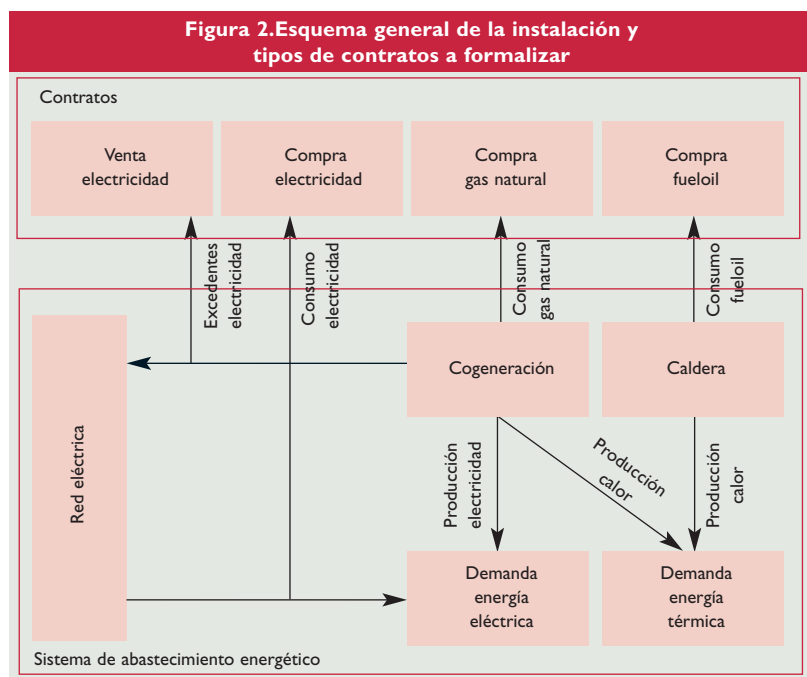 Figura 2.Esquema general de la instalación y
tipos de contratos a formalizar
Contratos
Venta
electricidad
Compra
electricidad
Compra
gas natural
Compra
fueloil
Excedentes
electricidad
Consumo
electricidad
Consumo
gas natural
Consumo
fueloil
Red eléctrica
Cogeneración
Caldera
Producción
electricidad
Producción
calor
Producción
calor
Demanda
energía
eléctrica
Demanda
energía
térmica
Sistema de abastecimiento energético